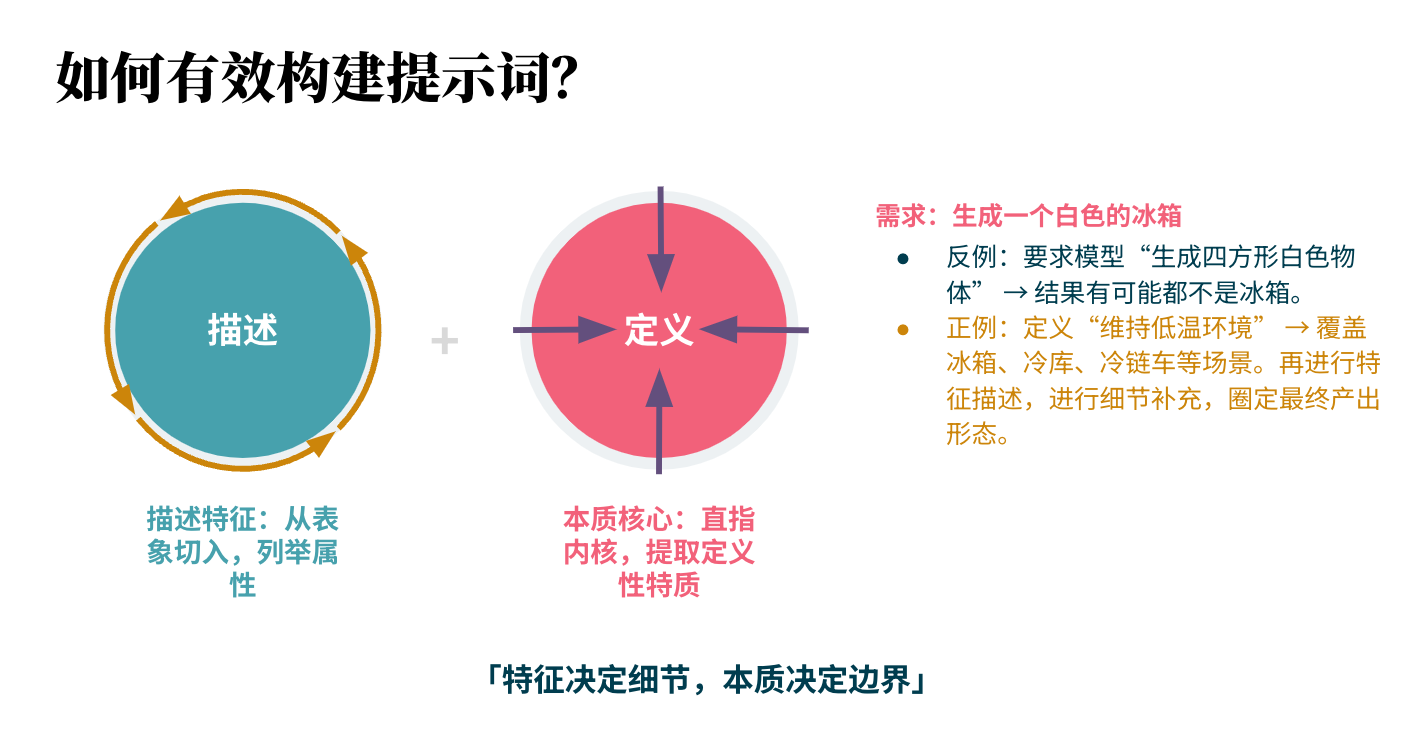 如何有效构建提示词？
描述
+
定义
需求：生成一个白色的冰箱
● 反例：要求模型“生成四方形白色物
体” → 结果有可能都不是冰箱。
● 正例：定义“维持低温环境” → 覆盖
冰箱、冷库、冷链车等场景。再进行特
征描述，进行细节补充，圈定最终产出
形态。
描述特征：从表
象切入，列举属
性
本质核心：直指
内核，提取定义
性特质
「特征决定细节，本质决定边界」